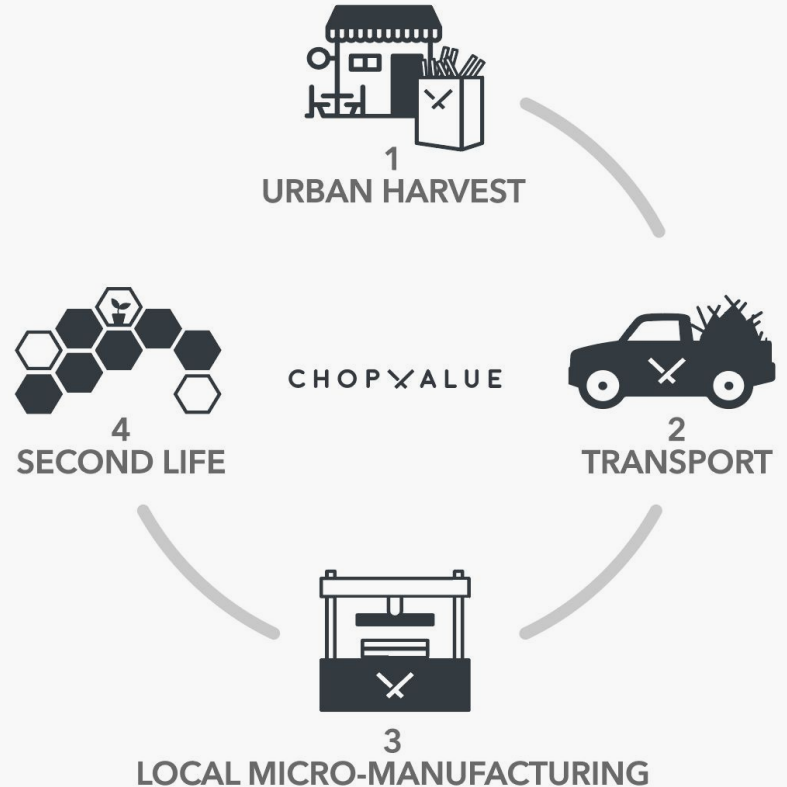 1
URBAN HARVEST
CHOPVALUE
4
SECOND LIFE
2
TRANSPORT
3
LOCAL MICRO-MANUFACTURING